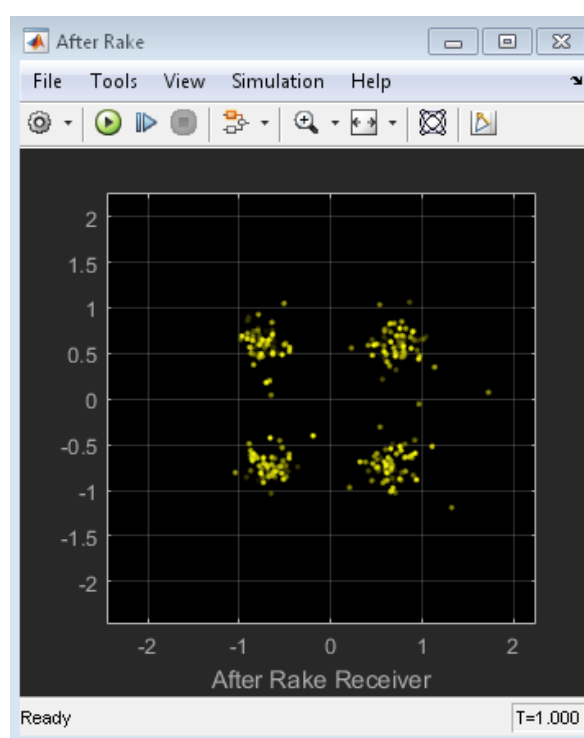 After Rake
File Tools View Simulation Help
2
1.5
1
0.5
0
-0.5
-1
-1.5
-2
-2 -1 0 1 2
After Rake Receiver
Ready T=1.000